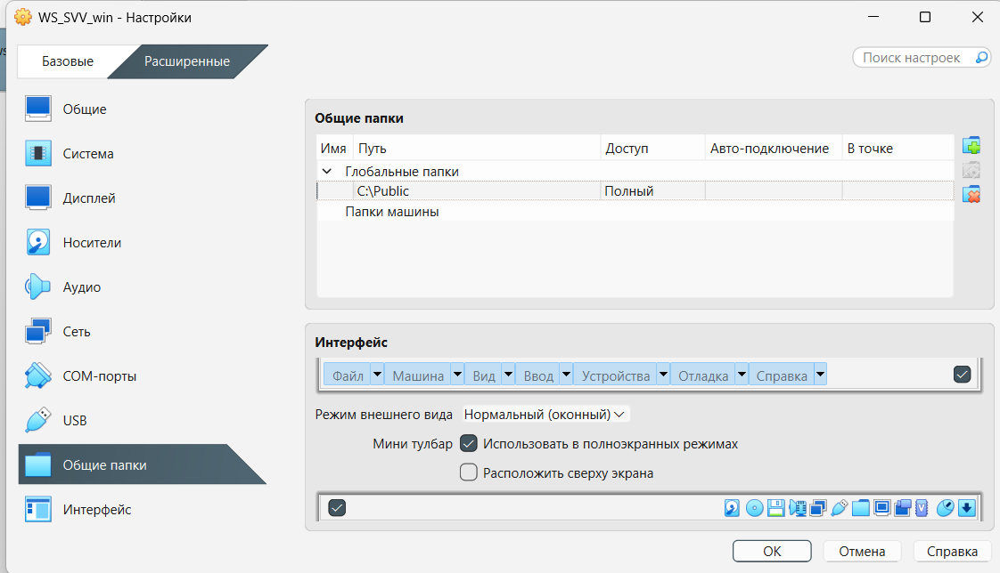 WS_SVV_win - Настройки
Базовые Расширенные Поиск настроек
Общие
Система
Дисплей
Носители
Аудио
Сеть
COM-порты
USB
Общие папки
Интерфейс
Общие папки
Имя Путь Доступ Авто-подключение В точке
Глобальные папки
C:\Public Полный
Папки машины
Интерфейс
Файл Машина Вид Ввод Устройства Отладка Справка
Режим внешнего вида Нормальный (оконный)
Мини тулбар Использовать в полноэкранных режимах
Расположить сверху экрана
OK Отмена Справка